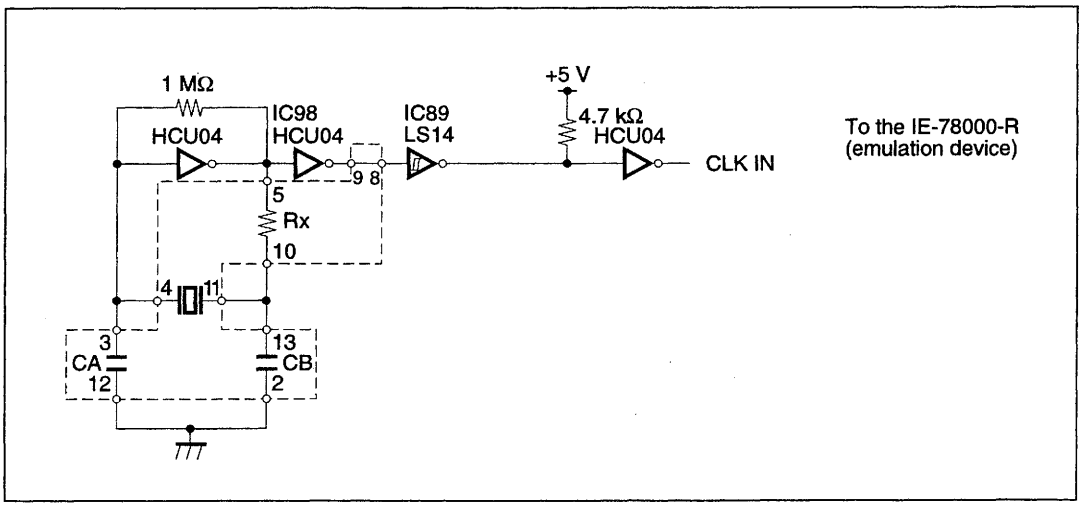 1 MΩ
HCU04
IC98
HCU04
IC89
LS14
+5 V
4.7 kΩ
HCU04
CLK IN
To the IE-78000-R
(emulation device)
9 8
5
Rx
10
4
11
3
CA
12
13
CB
2